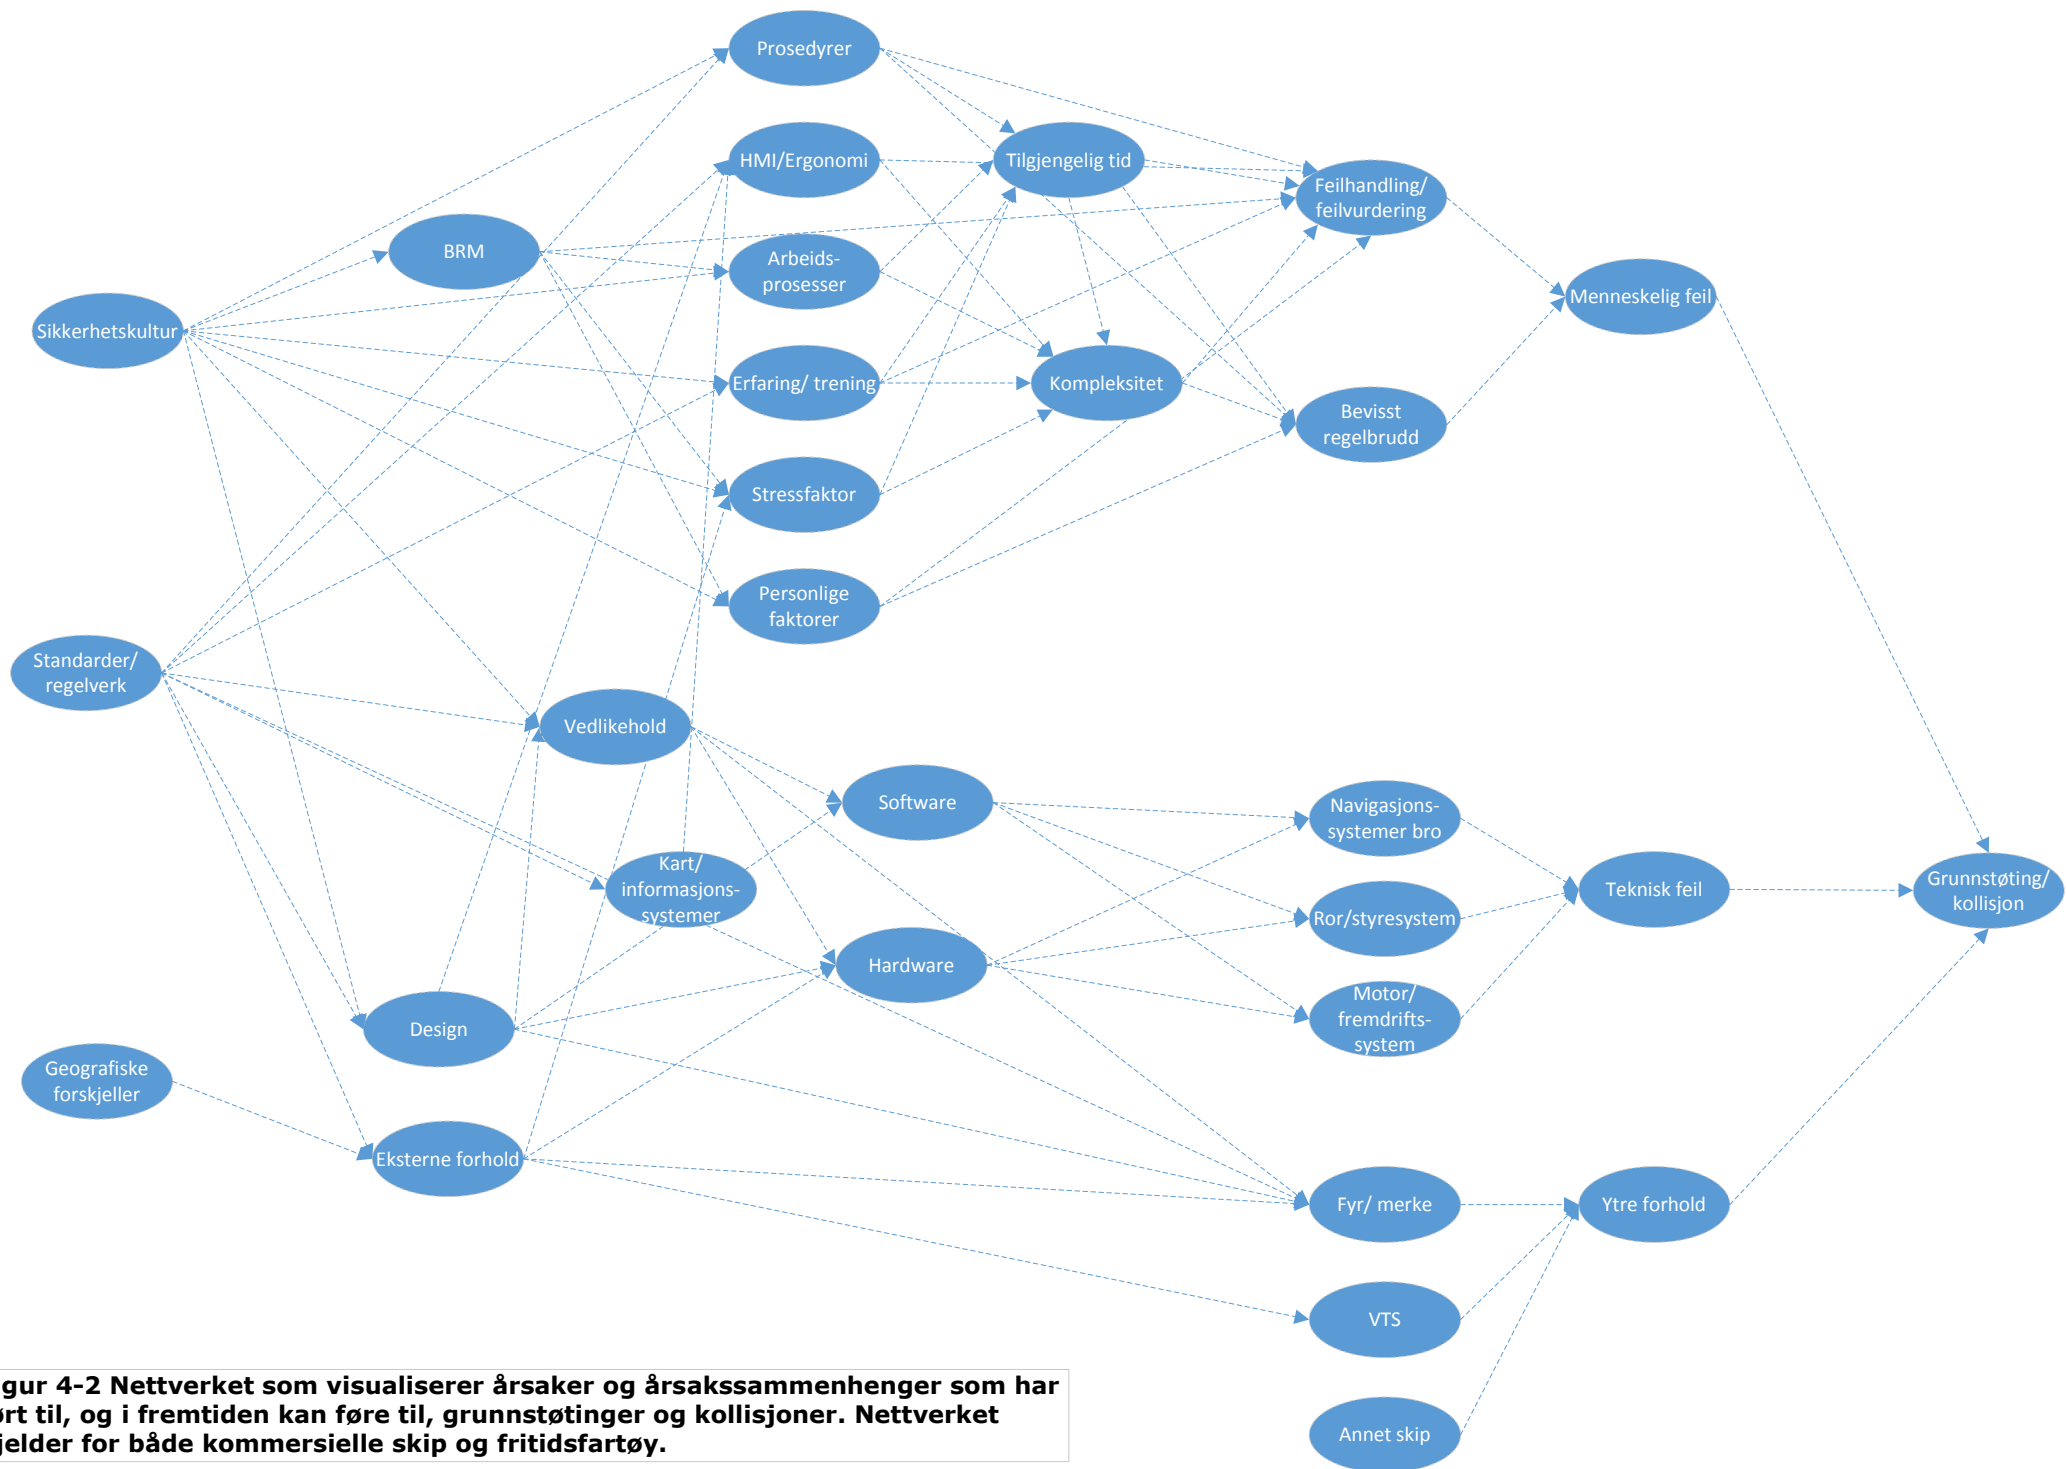 Prosedyrer
HMI/Ergonomi
Tilgjengelig tid
Feilhandling/
feilvurdering
BRM
Arbeids-
prosesser
Menneskelig feil
Sikkerhetskultur
Erfaring/ trening
Kompleksitet
Bevisst
regelbrudd
Stressfaktor
Personlige
faktorer
Standarder/
regelverk
Vedlikehold
Software
Navigasjons-
systemer bro
Kart/
informasjons-
systemer
Teknisk feil
Grunnstøting/
kollisjon
Ror/styresystem
Hardware
Motor/
fremdrifts-
system
Design
Geografiske
forskjeller
Eksterne forhold
Fyr/ merke
Ytre forhold
VTS
Annet skip
gur 4-2 Nettverket som visualiserer årsaker og årsakssammenhenger som har
ørt til, og i fremtiden kan føre til, grunnstøtinger og kollisjoner. Nettverket
jelder for både kommersielle skip og fritidsfartøy.